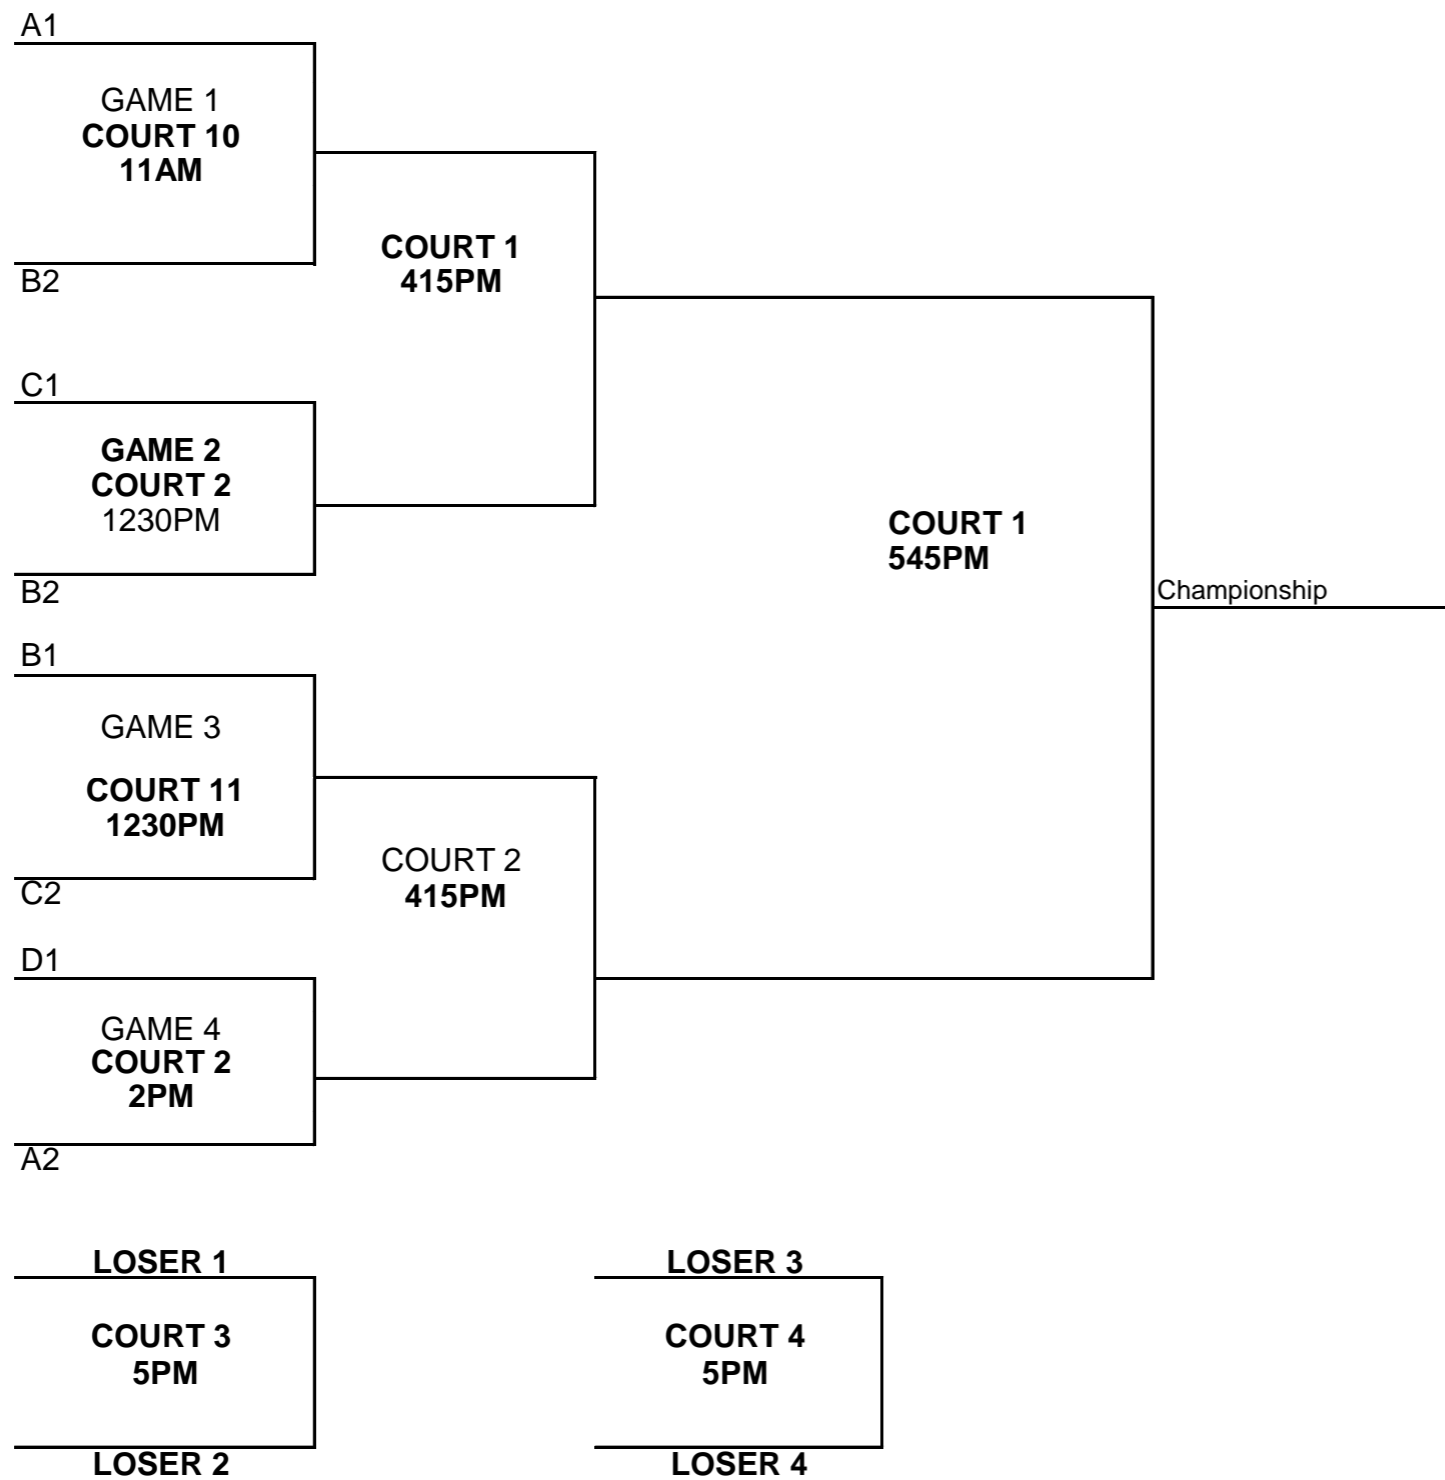 A1
GAME 1
COURT 10
11AM
B2
COURT 1
415PM
C1
GAME 2
COURT 2
1230PM
B2
COURT 1
545PM
Championship
B1
GAME 3
COURT 11
1230PM
C2
COURT 2
415PM
D1
GAME 4
COURT 2
2PM
A2
LOSER 1
COURT 3
5PM
LOSER 2
LOSER 3
COURT 4
5PM
LOSER 4